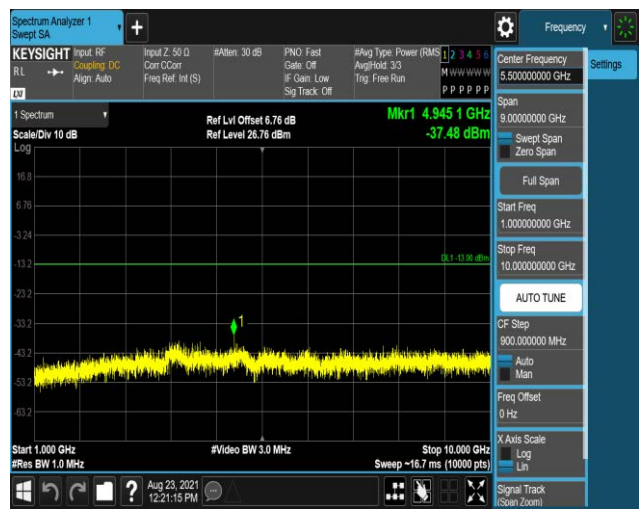 Spectrum Analyzer 1
Swept SA
Frequency
KEYSIGHT
RL
LXI
Input: RF
Coupling: DC
Align: Auto
Input Z: 50 Ω
Corr CCorr
Freq Ref: Int (S)
#Atten: 30 dB
PNO: Fast
Gate: Off
IF Gain: Low
Sig Track: Off
#Avg Type: Power (RMS
Avg|Hold: 3/3
Trig: Free Run
1 2 3 4 5 6
M W W W W W
P P P P P P
1 Spectrum
Scale/Div 10 dB
Log
Ref Lvl Offset 6.76 dB
Ref Level 26.76 dBm
Mkr1 4.945 1 GHz
-37.48 dBm
16.8
6.76
-3.24
-13.2
-23.2
-33.2
-43.2
-53.2
-63.2
DL1 -13.00 dBm
1
Start 1.000 GHz
#Res BW 1.0 MHz
#Video BW 3.0 MHz
Stop 10.000 GHz
Sweep ~16.7 ms (10000 pts)
?
Aug 23, 2021
12:21:15 PM
Center Frequency
5.500000000 GHz
Span
9.00000000 GHz
Swept Span
Zero Span
Full Span
Start Freq
1.000000000 GHz
Stop Freq
10.000000000 GHz
AUTO TUNE
CF Step
900.000000 MHz
Auto
Man
Freq Offset
0 Hz
X Axis Scale
Log
Lin
Signal Track
(Span Zoom)
Settings